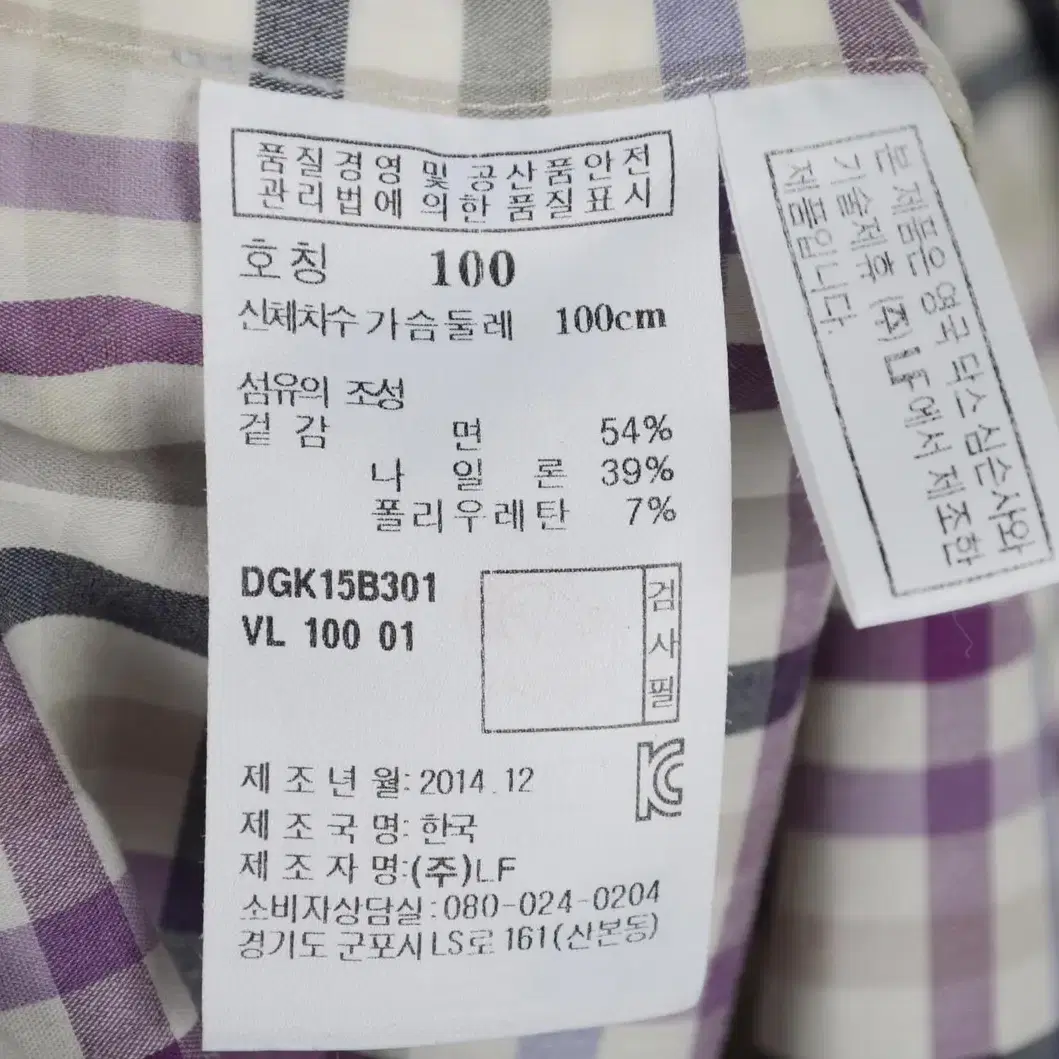 품질경영 및 공산품안전
관리법에 의한 품질표시
호칭 100
신체치수 가슴둘레 100cm
섬유의 조성
겉감 면 54%
나일론 39%
폴리우레탄 7%
DGK15B301
VL 100 01
검사필
제조년월: 2014.12
제조국명: 한국
제조자명:(주)LF
소비자상담실:080-024-0204
경기도 군포시 LS로 161(산본동)
본 제품은 영국 닥스 심슨사와
기술제휴 (주)LF에서 제조한
제품입니다.